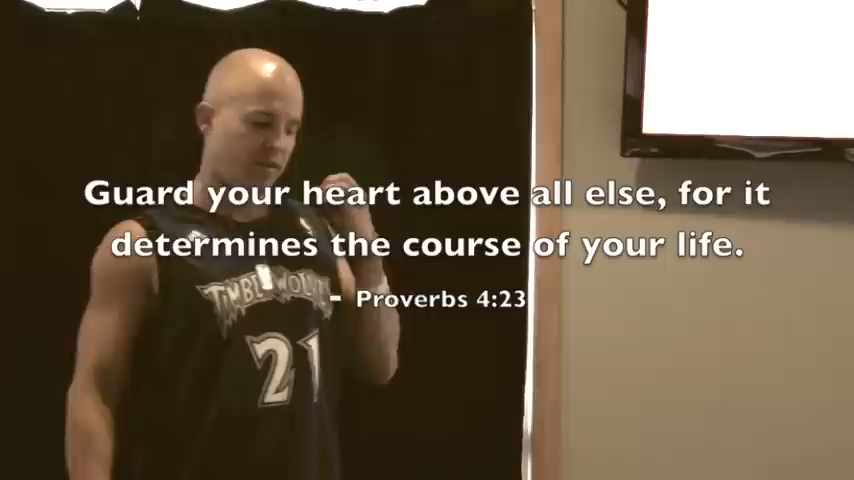 Guard your heart above all else, for it
determines the course of your life.
- Proverbs 4:23
TIMBERWOLVES
21